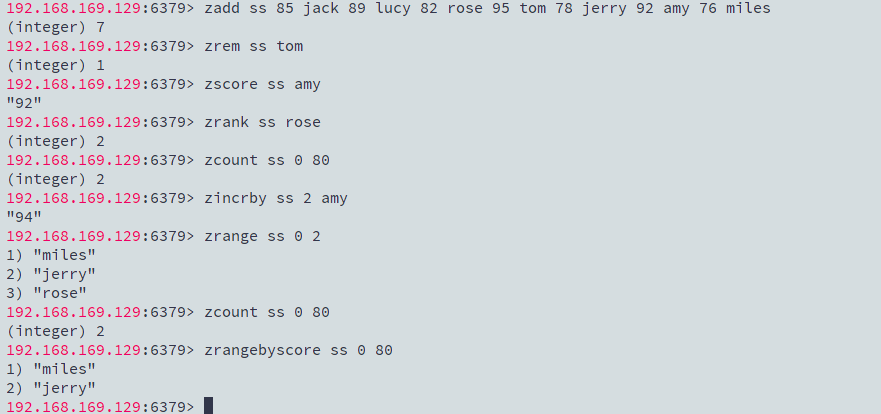 192.168.169.129:6379> zadd ss 85 jack 89 lucy 82 rose 95 tom 78 jerry 92 amy 76 miles
(integer) 7
192.168.169.129:6379> zrem ss tom
(integer) 1
192.168.169.129:6379> zscore ss amy
"92"
192.168.169.129:6379> zrank ss rose
(integer) 2
192.168.169.129:6379> zcount ss 0 80
(integer) 2
192.168.169.129:6379> zincrby ss 2 amy
"94"
192.168.169.129:6379> zrange ss 0 2
1) "miles"
2) "jerry"
3) "rose"
192.168.169.129:6379> zcount ss 0 80
(integer) 2
192.168.169.129:6379> zrangebyscore ss 0 80
1) "miles"
2) "jerry"
192.168.169.129:6379>